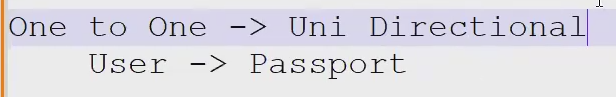 One to One -> Uni Directional
User -> Passport